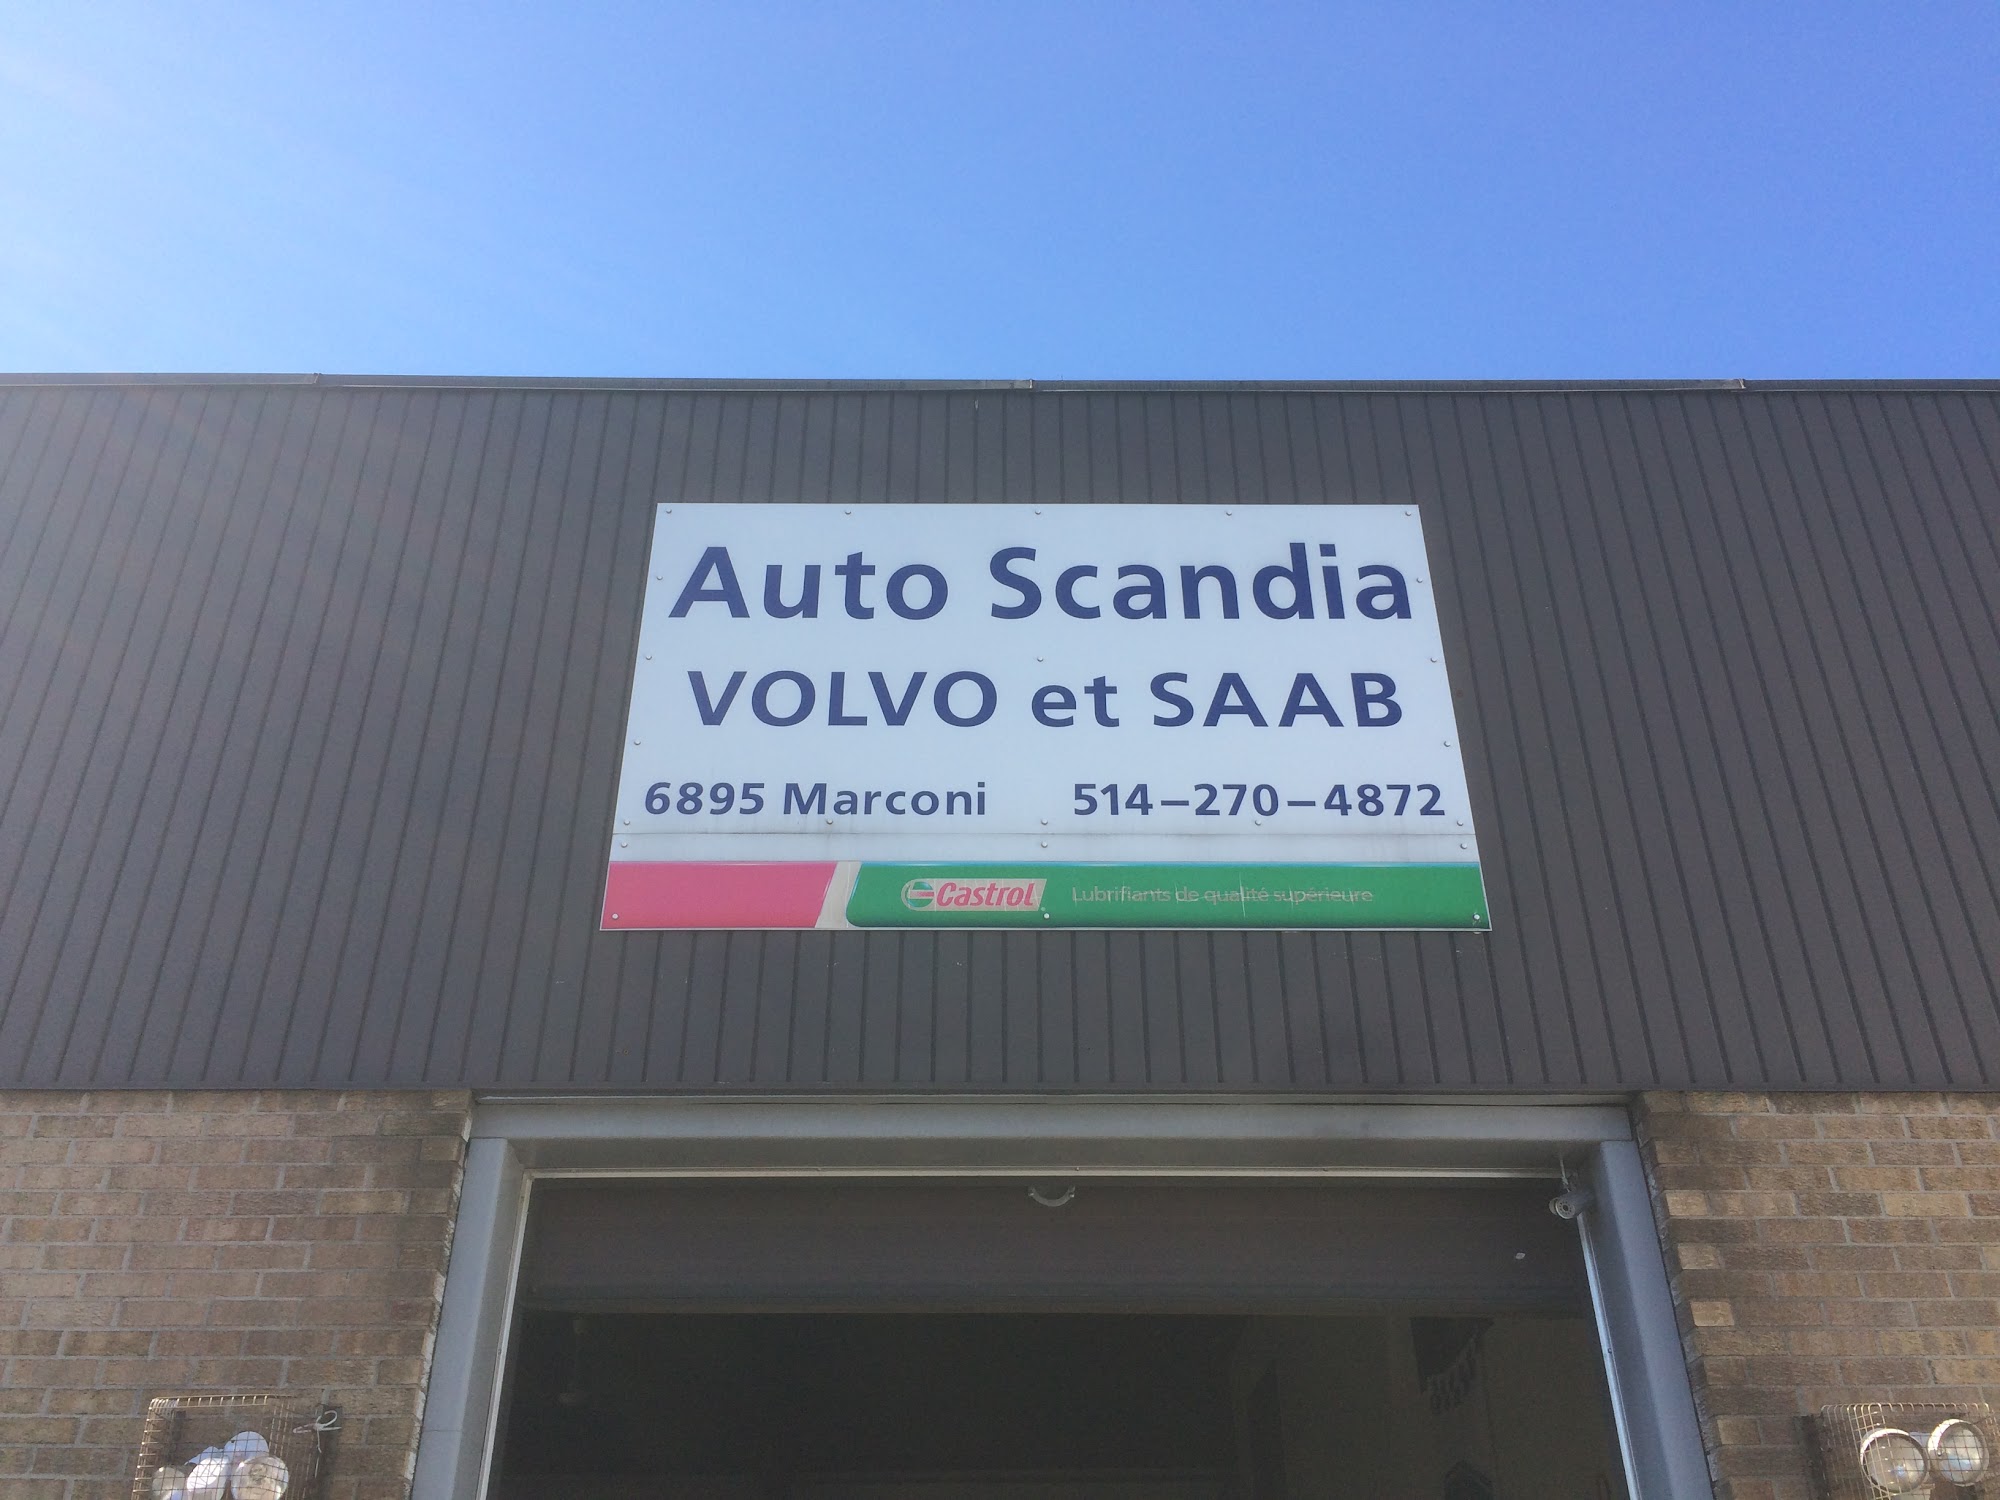 Auto Scandia
VOLVO et SAAB
6895 Marconi 514-270-4872
Castrol Lubrifiants de qualité supérieure